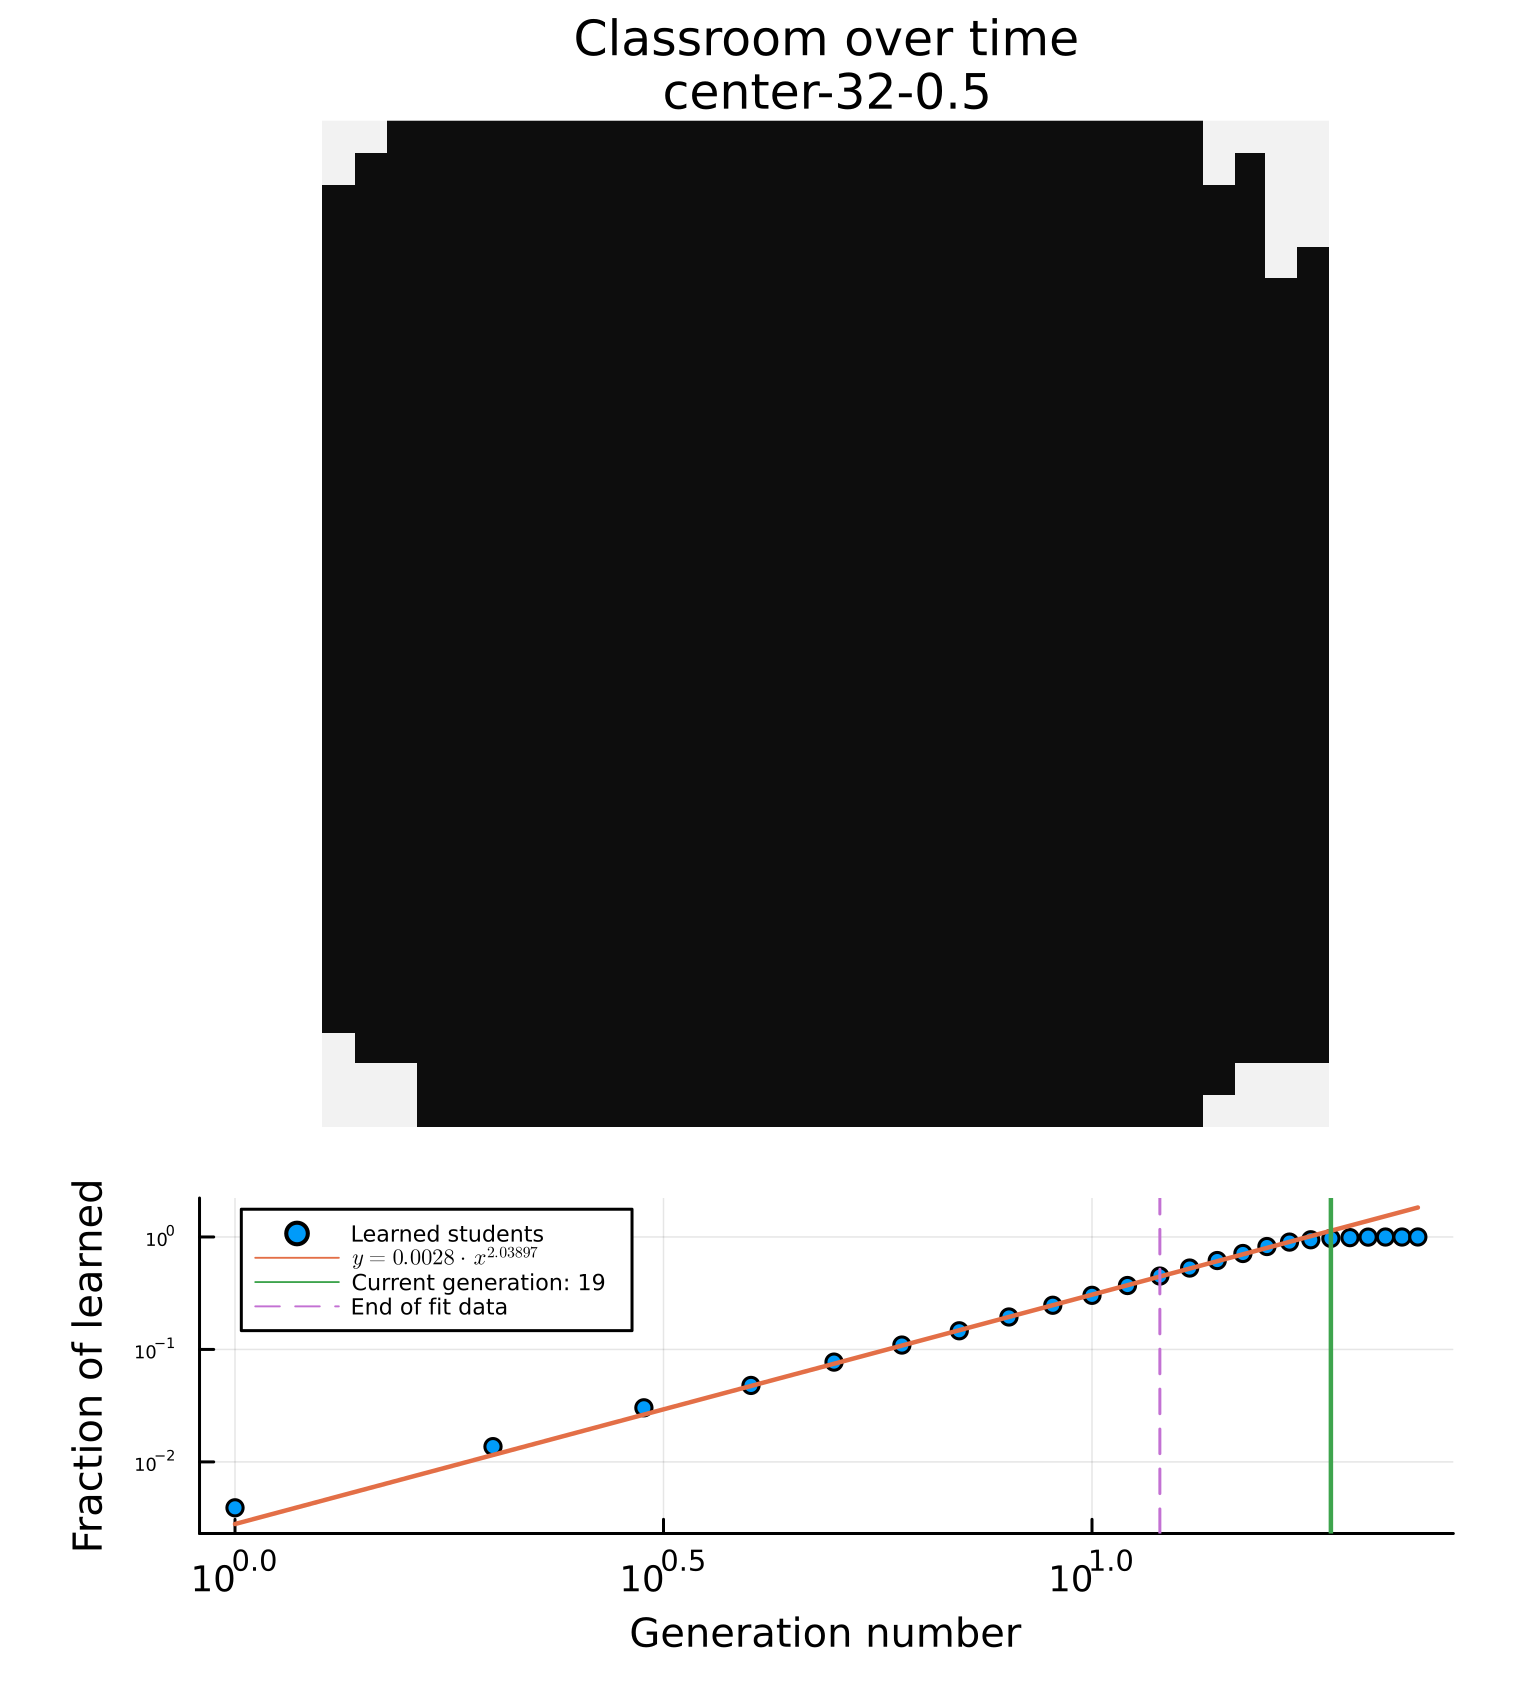 Classroom over time
center-32-0.5
Fraction of learned
10⁰
10⁻¹
10⁻²
Learned students
y = 0.0028 · x^2.03897
Current generation: 19
End of fit data
10^0.0
10^0.5
10^1.0
Generation number